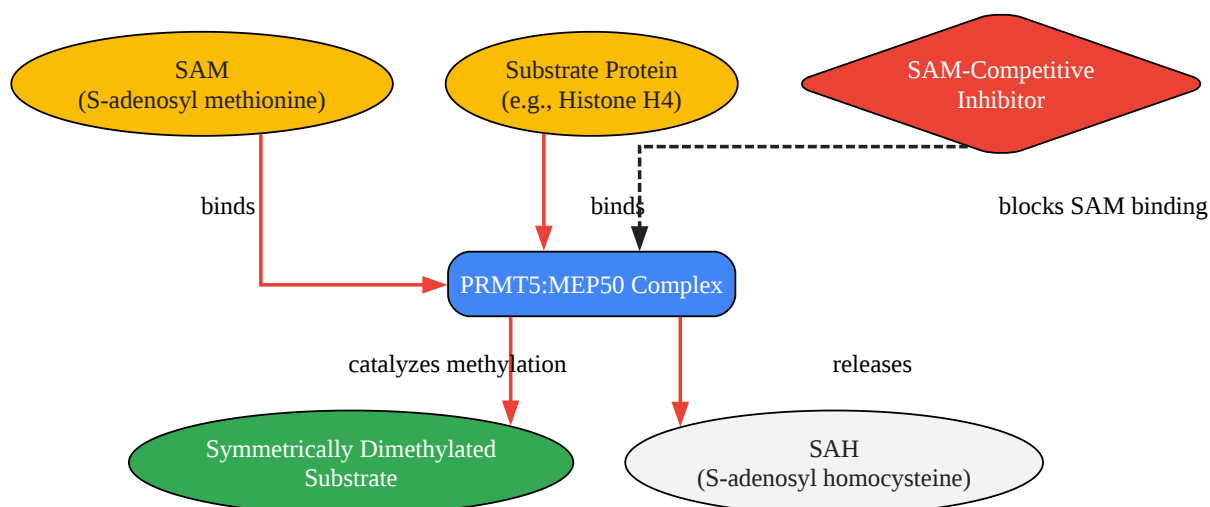 SAM
(S-adenosyl methionine)
Substrate Protein
(e.g., Histone H4)
SAM-Competitive
Inhibitor
binds
binds
blocks SAM binding
PRMT5:MEP50 Complex
catalyzes methylation
releases
Symmetrically Dimethylated
Substrate
SAH
(S-adenosyl homocysteine)